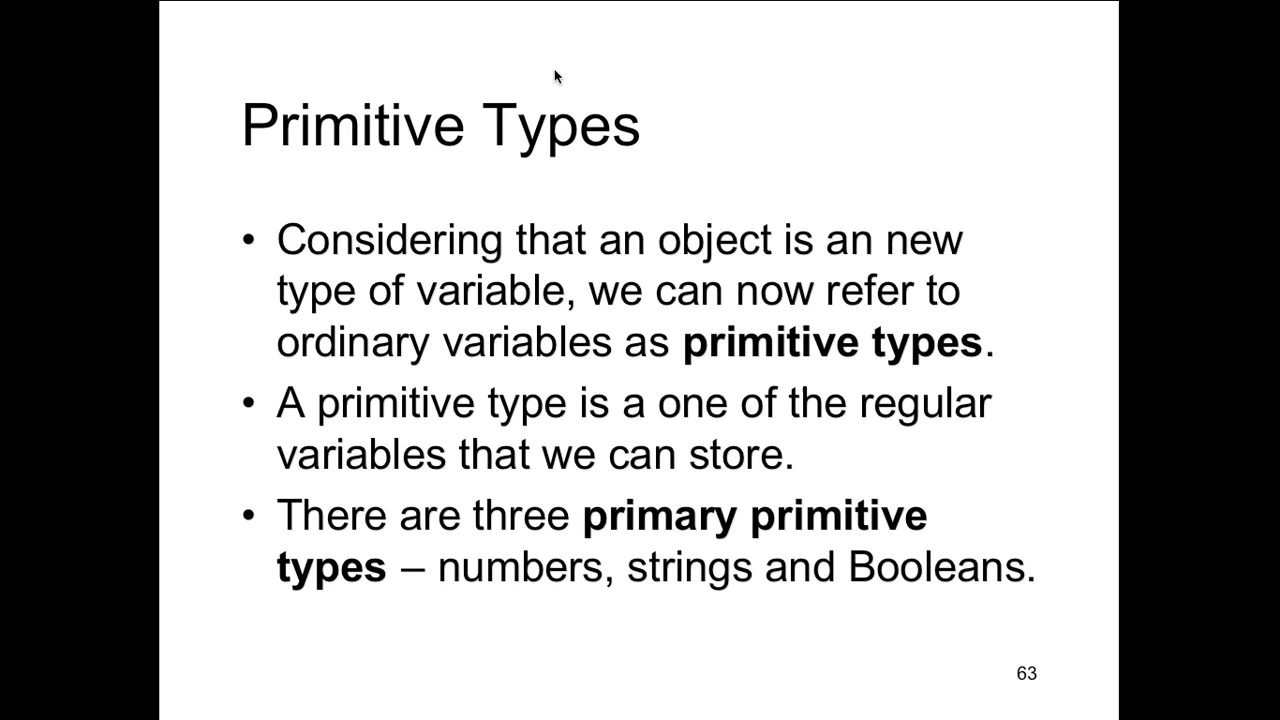 Primitive Types
• Considering that an object is an new
type of variable, we can now refer to
ordinary variables as primitive types.
• A primitive type is a one of the regular
variables that we can store.
• There are three primary primitive
types – numbers, strings and Booleans.
63